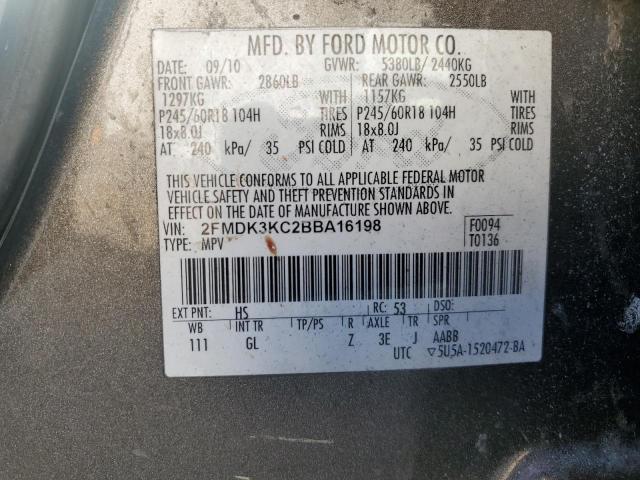 MFD. BY FORD MOTOR CO.
DATE: 09/10 GVWR: 5380LB/ 2440KG
FRONT GAWR: 2860LB REAR GAWR: 2550LB
1297KG WITH 1157KG WITH
P245/60R18 104H TIRES P245/60R18 104H TIRES
18x8.0J RIMS 18x8.0J RIMS
AT 240 kPa/ 35 PSI COLD AT 240 kPa/ 35 PSI COLD
THIS VEHICLE CONFORMS TO ALL APPLICABLE FEDERAL MOTOR
VEHICLE SAFETY AND THEFT PREVENTION STANDARDS IN
EFFECT ON THE DATE OF MANUFACTURE SHOWN ABOVE.
VIN: 2FMDK3KC2BBA16198 F0094
TYPE: MPV T0136
EXT PNT: HS RC: 53 DSO:
WB INT TR TP/PS R AXLE TR SPR
111 GL Z 3E J AABB
UTC ▽5U5A-1520472-BA